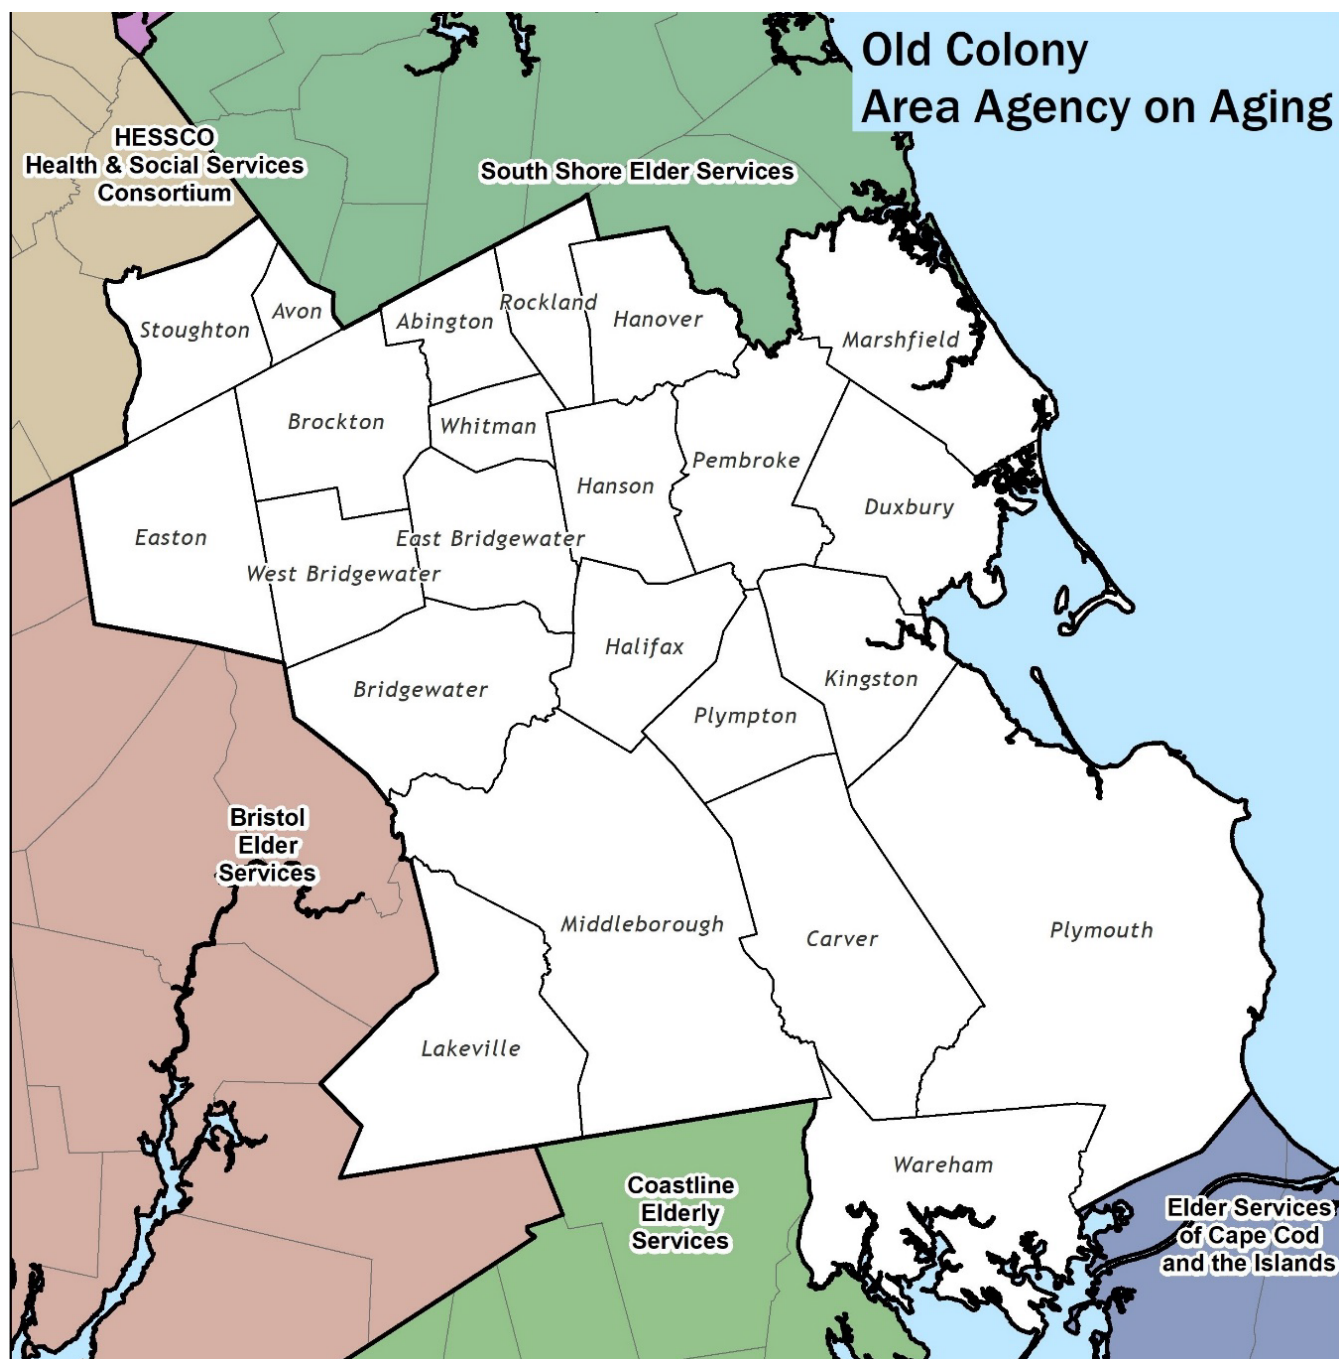 Old Colony
Area Agency on Aging
HESSCO
Health & Social Services
Consortium
South Shore Elder Services
Stoughton
Avon
Abington
Rockland
Hanover
Marshfield
Brockton
Whitman
Hanson
Pembroke
Duxbury
Easton
East Bridgewater
West Bridgewater
Halifax
Kingston
Bridgewater
Plympton
Bristol
Elder
Services
Middleborough
Carver
Plymouth
Lakeville
Wareham
Coastline
Elderly
Services
Elder Services
of Cape Cod
and the Islands